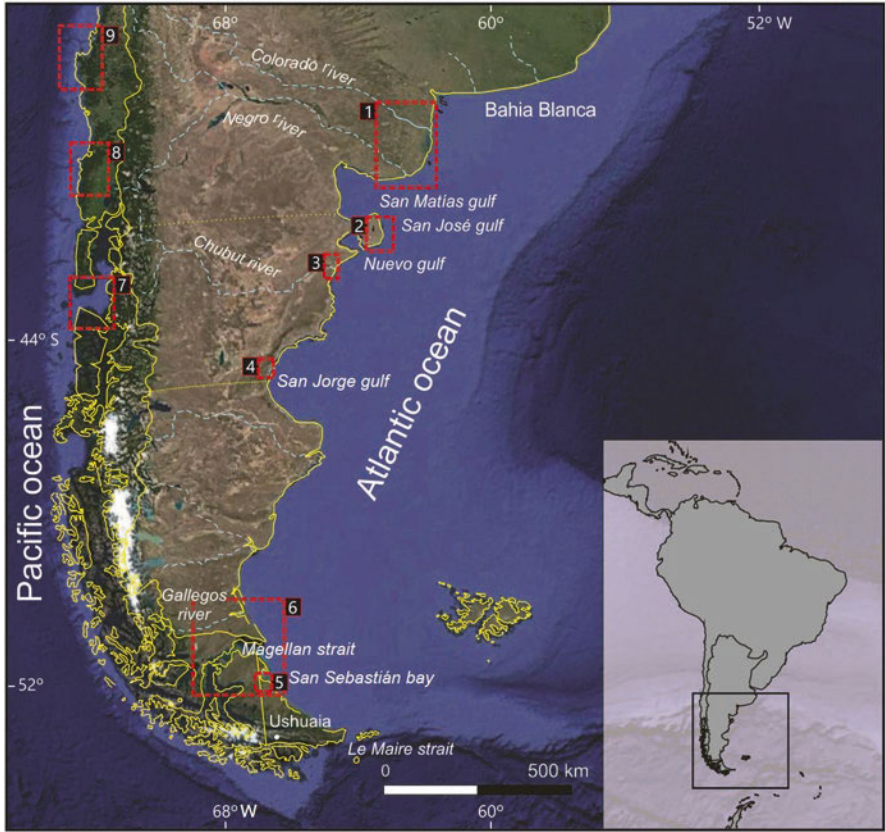 68°
60°
52° W
9
Colorado river
1
Bahia Blanca
Negro river
8
San Matias gulf
2
San José gulf
Chubut river
3
Nuevo gulf
7
44° S
4
San Jorge gulf
Atlantic ocean
Pacific ocean
Gallegos
river
6
Magellan strait
San Sebastián bay
5
52°
Ushuaia
Le Maire strait
0 500 km
68° W
60°